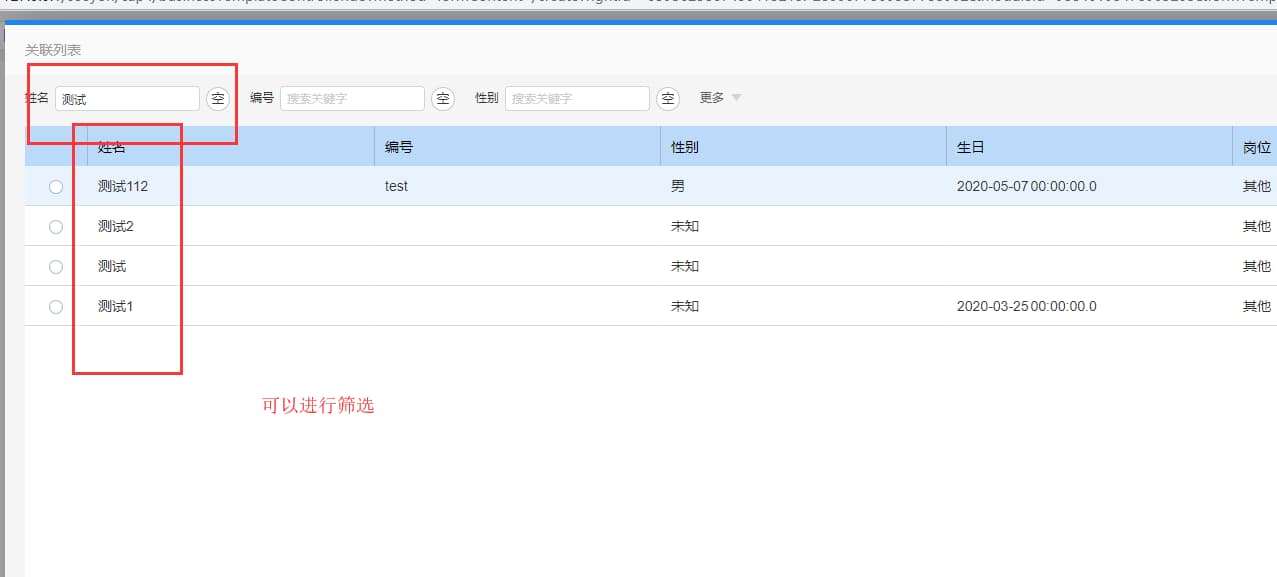 关联列表
姓名 测试 空 编号 搜索关键字 空 性别 搜索关键字 空 更多
姓名 编号 性别 生日 岗位
测试112 test 男 2020-05-07 00:00:00.0 其他
测试2 未知 其他
测试 未知 其他
测试1 未知 2020-03-25 00:00:00.0 其他
可以进行筛选